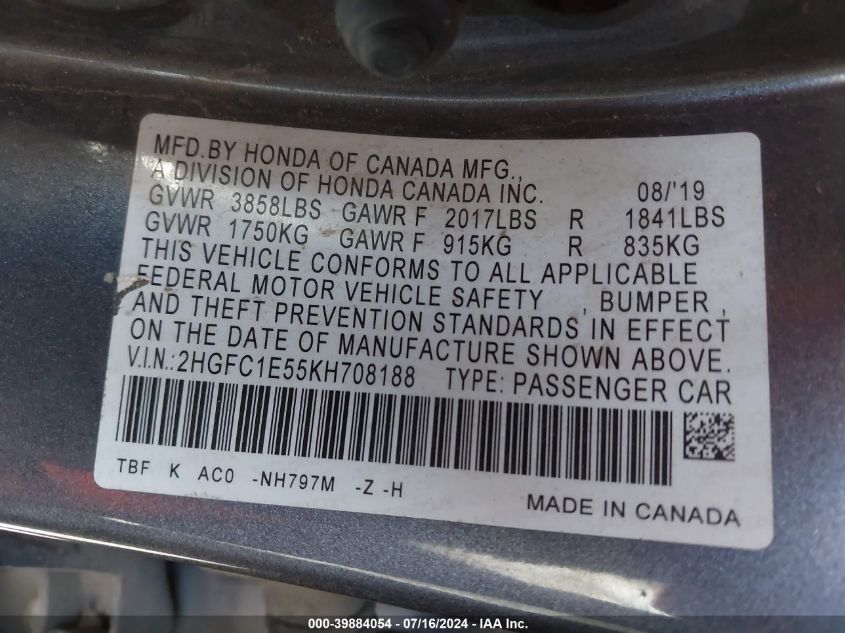 MFD.BY HONDA OF CANADA MFG.,
A DIVISION OF HONDA CANADA INC. 08/'19
GVWR 3858LBS GAWR F 2017LBS R 1841LBS
GVWR 1750KG GAWR F 915KG R 835KG
THIS VEHICLE CONFORMS TO ALL APPLICABLE
FEDERAL MOTOR VEHICLE SAFETY , BUMPER ,
AND THEFT PREVENTION STANDARDS IN EFFECT
ON THE DATE OF MANUFACTURE SHOWN ABOVE.
V.I.N.:2HGFC1E55KH708188 TYPE: PASSENGER CAR
TBF K AC0 -NH797M -Z -H
MADE IN CANADA
000-39884054 - 07/16/2024 - IAA Inc.